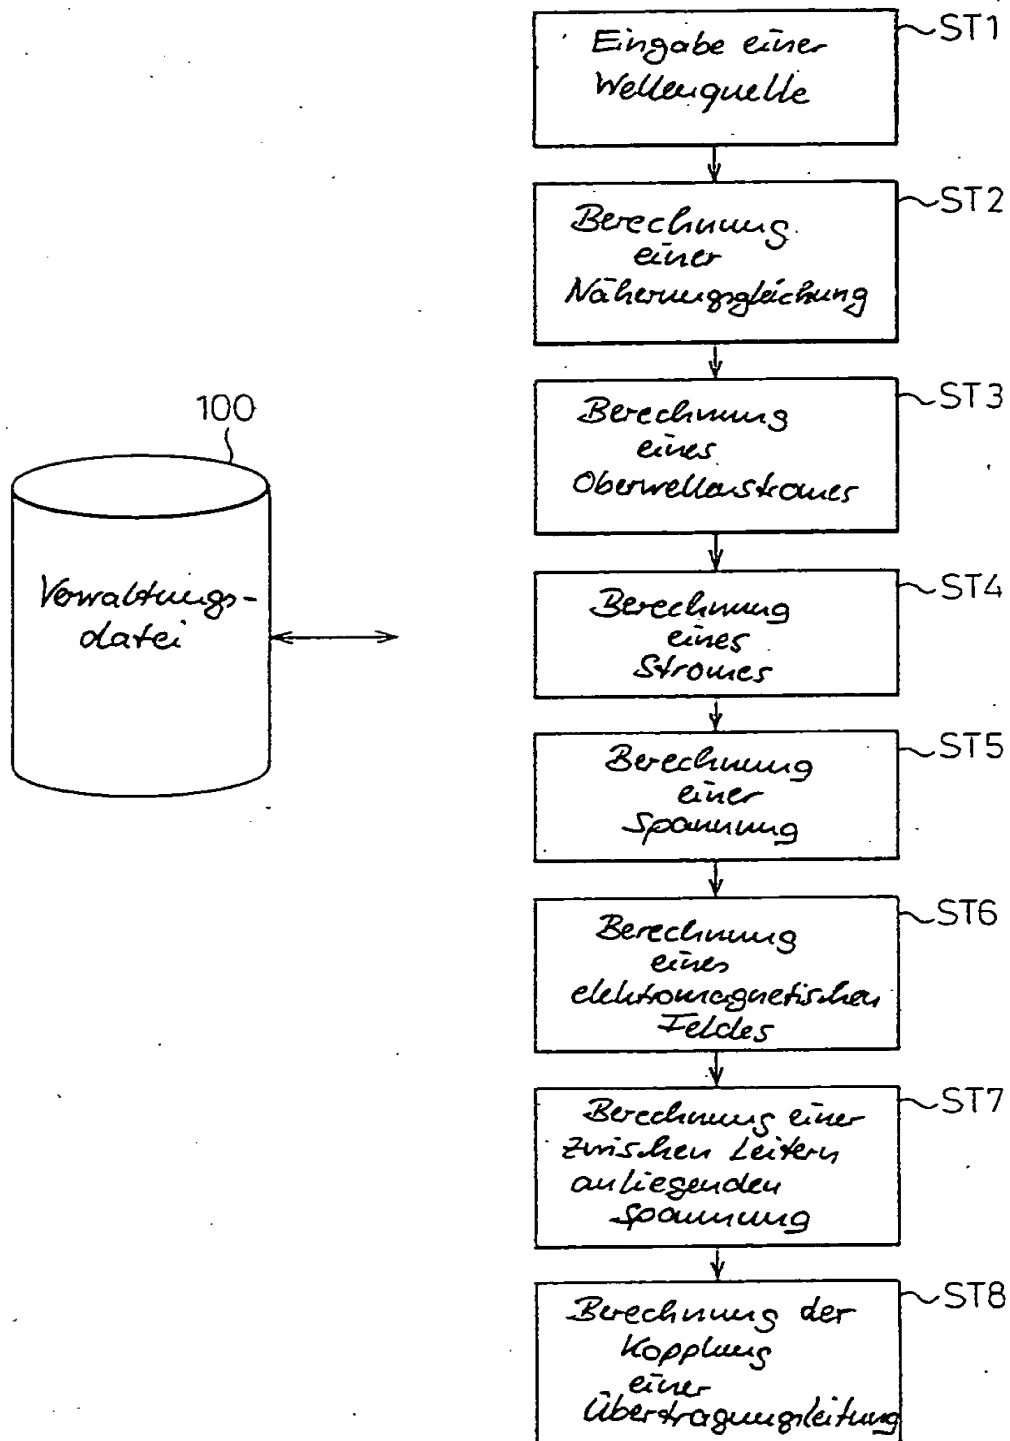 Eingabe einer
Wellenquelle
ST1
Berechnung
einer
Näherungsgleichung
ST2
Berechnung
eines
Oberwellenstromes
ST3
100
Verwaltungs-
datei
Berechnung
eines
Stromes
ST4
Berechnung
einer
Spannung
ST5
Berechnung
eines
elektromagnetischen
Feldes
ST6
Berechnung einer
zwischen Leitern
anliegenden
Spannung
ST7
Berechnung der
Kopplung
einer
Übertragungsleitung
ST8